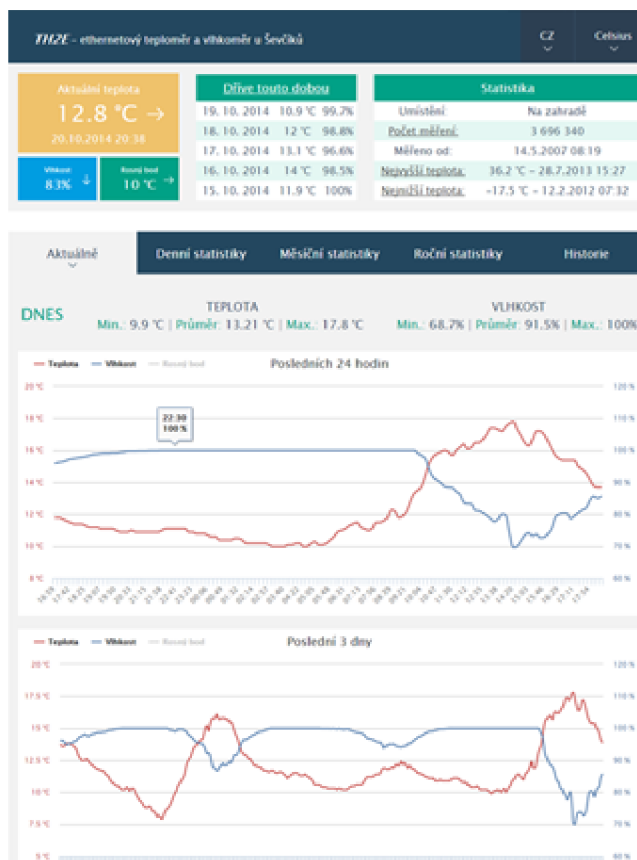 TH2E - ethernetový teploměr a vlhkoměr u Ševčíků
CZ
Celsius
Aktuální teplota
12.8 °C →
20.10.2014 20:38
Vlhkost
83% ↓
Rosný bod
10 °C →
Dříve touto dobou
19. 10. 2014 10.9 °C 99.7%
18. 10. 2014 12 °C 98.8%
17. 10. 2014 13.1 °C 96.6%
16. 10. 2014 14 °C 98.5%
15. 10. 2014 11.9 °C 100%
Statistika
Umístění: Na zahradě
Počet měření: 3 696 340
Měřeno od: 14.5.2007 08:19
Nejvyšší teplota: 36.2 °C - 28.7.2013 15:27
Nejnižší teplota: -17.5 °C - 12.2.2012 07:32
Aktuálně
Denní statistiky
Měsíční statistiky
Roční statistiky
Historie
DNES
TEPLOTA
Min.: 9.9 °C | Průměr: 13.21 °C | Max.: 17.8 °C
VLHKOST
Min.: 68.7% | Průměr: 91.5% | Max.: 100%
Teplota Vlhkost Rosný bod
Posledních 24 hodin
20 °C 120 %
18 °C 110 %
22:30
100 %
16 °C 100 %
14 °C 90 %
12 °C 80 %
10 °C 70 %
8 °C 60 %
Teplota Vlhkost Rosný bod
Poslední 3 dny
20 °C 120 %
17.5 °C 110 %
15 °C 100 %
12.5 °C 90 %
10 °C 80 %
7.5 °C 70 %
5 °C 60 %